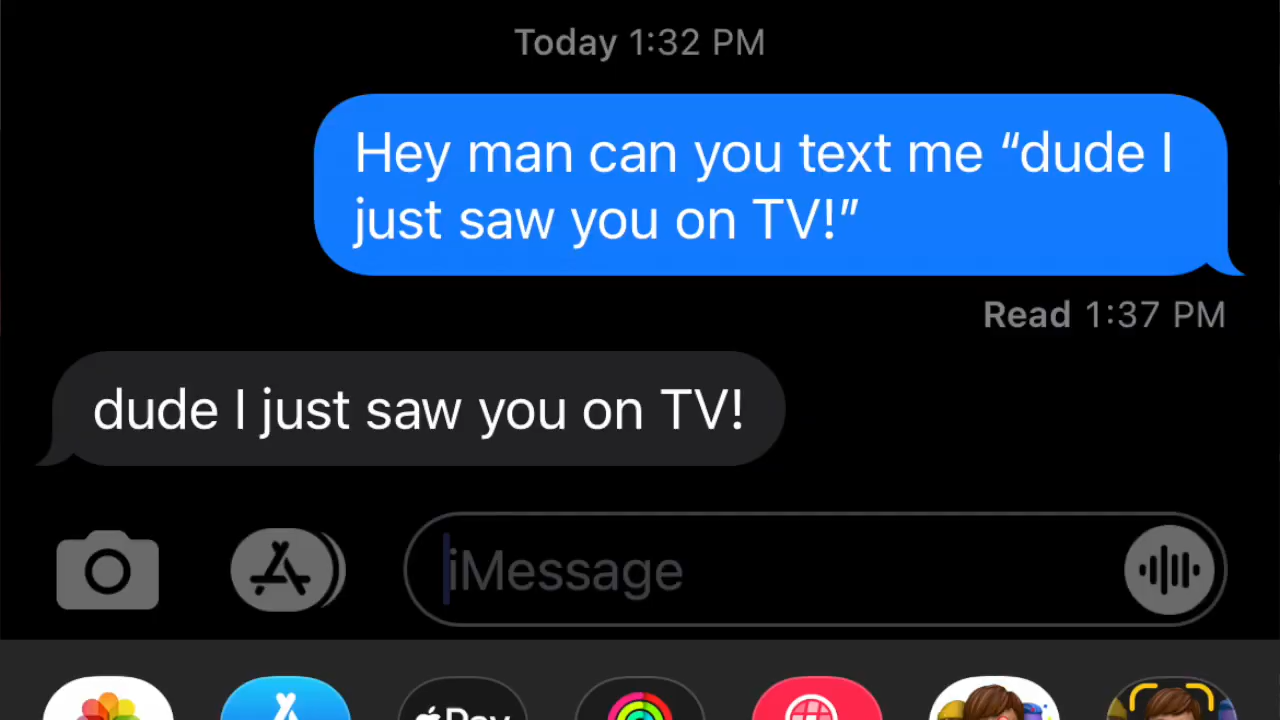 Today 1:32 PM
Hey man can you text me “dude I
just saw you on TV!”
Read 1:37 PM
dude I just saw you on TV!
iMessage
Pay